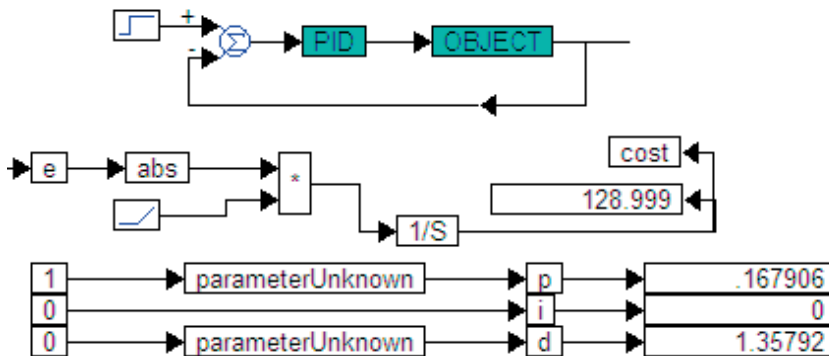 +
-
Σ
PID
OBJECT
cost
e
abs
*
128.999
1/S
1
parameterUnknown
p
.167906
0
i
0
0
parameterUnknown
d
1.35792